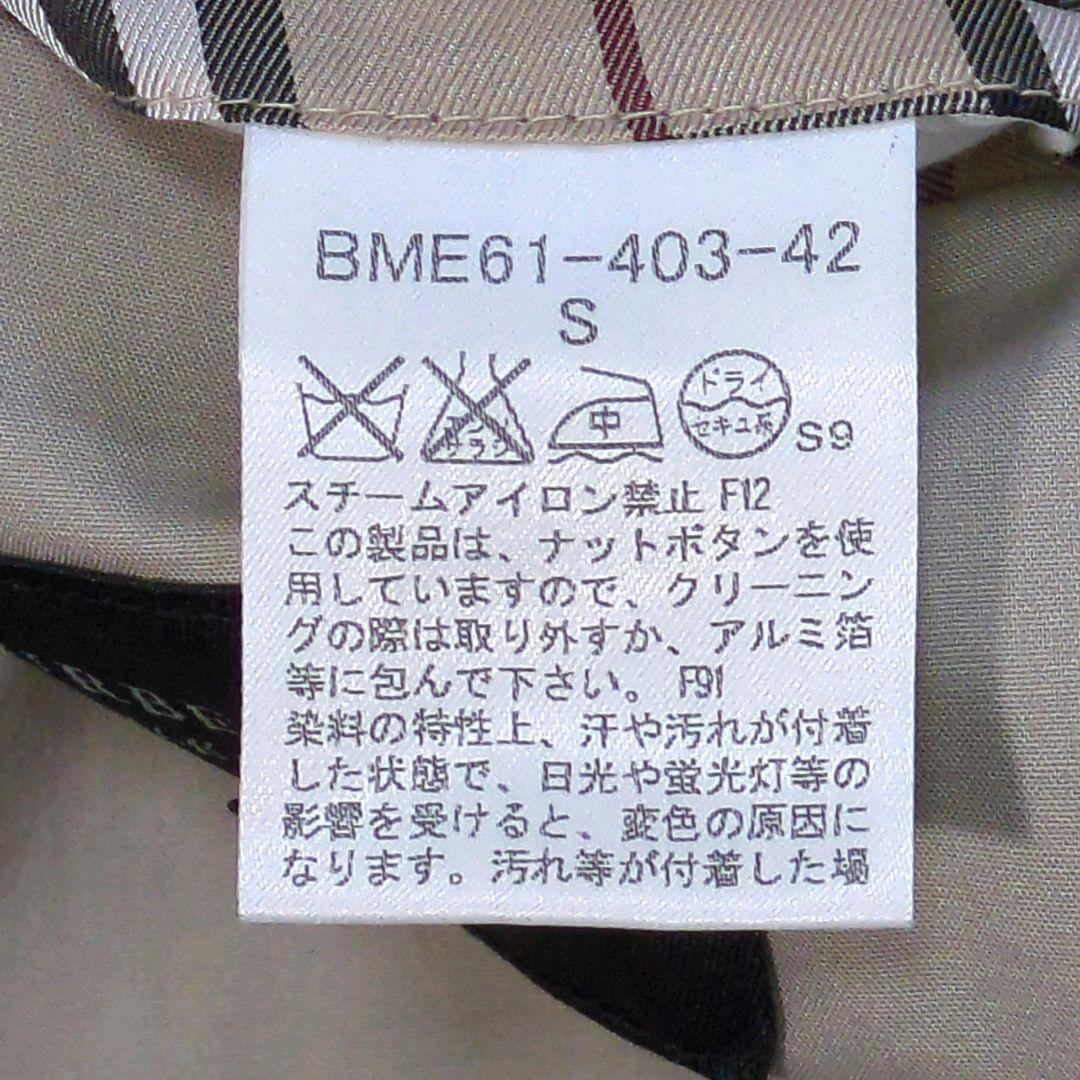 BME61-403-42
S
中
ドライ
セキユ系
S9
スチームアイロン禁止 F12
この製品は、ナットボタンを使
用していますので、クリーニン
グの際は取り外すか、アルミ箔
等に包んで下さい。 F91
染料の特性上、汗や汚れが付着
した状態で、日光や蛍光灯等の
影響を受けると、変色の原因に
なります。汚れ等が付着した場